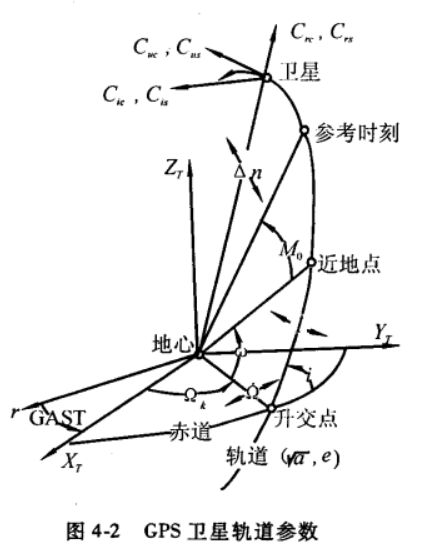 C_rc , C_rs
C_uc , C_us
卫星
C_ic , C_is
参考时刻
Z_T
Δn
M_0
近地点
Y_T
地心
ω
Ω_k
Ω̇
i
r
GAST
升交点
赤道
X_T
轨道 (√a , e)
图 4-2 GPS 卫星轨道参数